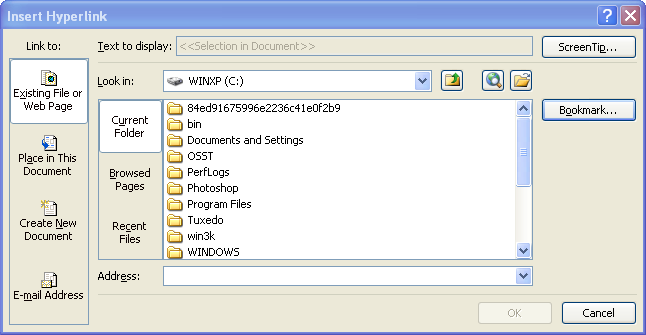 Insert Hyperlink
Link to:
Text to display: <<Selection in Document>>
ScreenTip...
Existing File or
Web Page
Place in This
Document
Create New
Document
E-mail Address
Look in: WINXP (C:)
Current
Folder
Browsed
Pages
Recent
Files
84ed91675996e2236c41e0f2b9
bin
Documents and Settings
OSST
PerfLogs
Photoshop
Program Files
Tuxedo
win3k
WINDOWS
Bookmark...
Address:
OK
Cancel